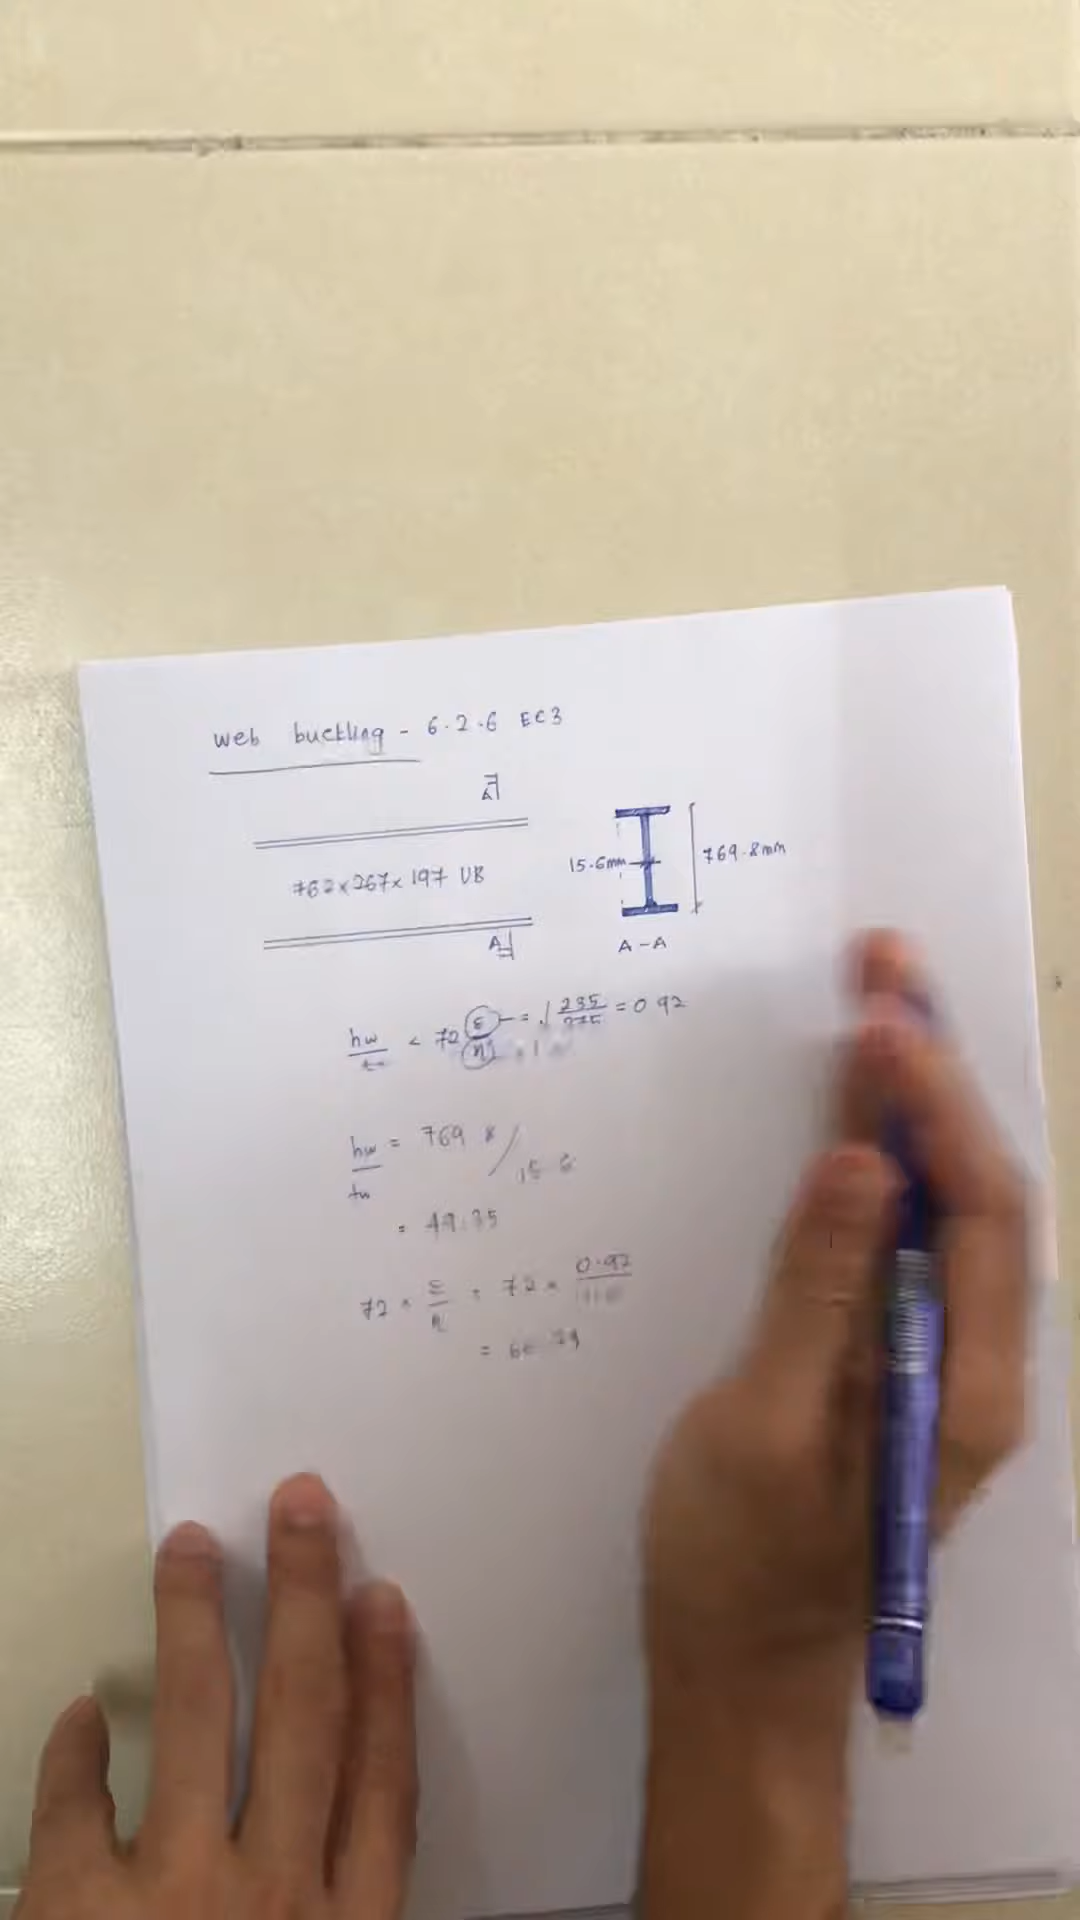 Web buckling - 6.2.6 EC3
A
762 x 267 x 197 UB
15.6mm
769.8mm
A
A - A
hw/tw < 72 ε/η
ε = √235/275 = 0.92
hw/tw = 769.8/15.6
= 49.35
72 x ε/η = 72 x 0.92